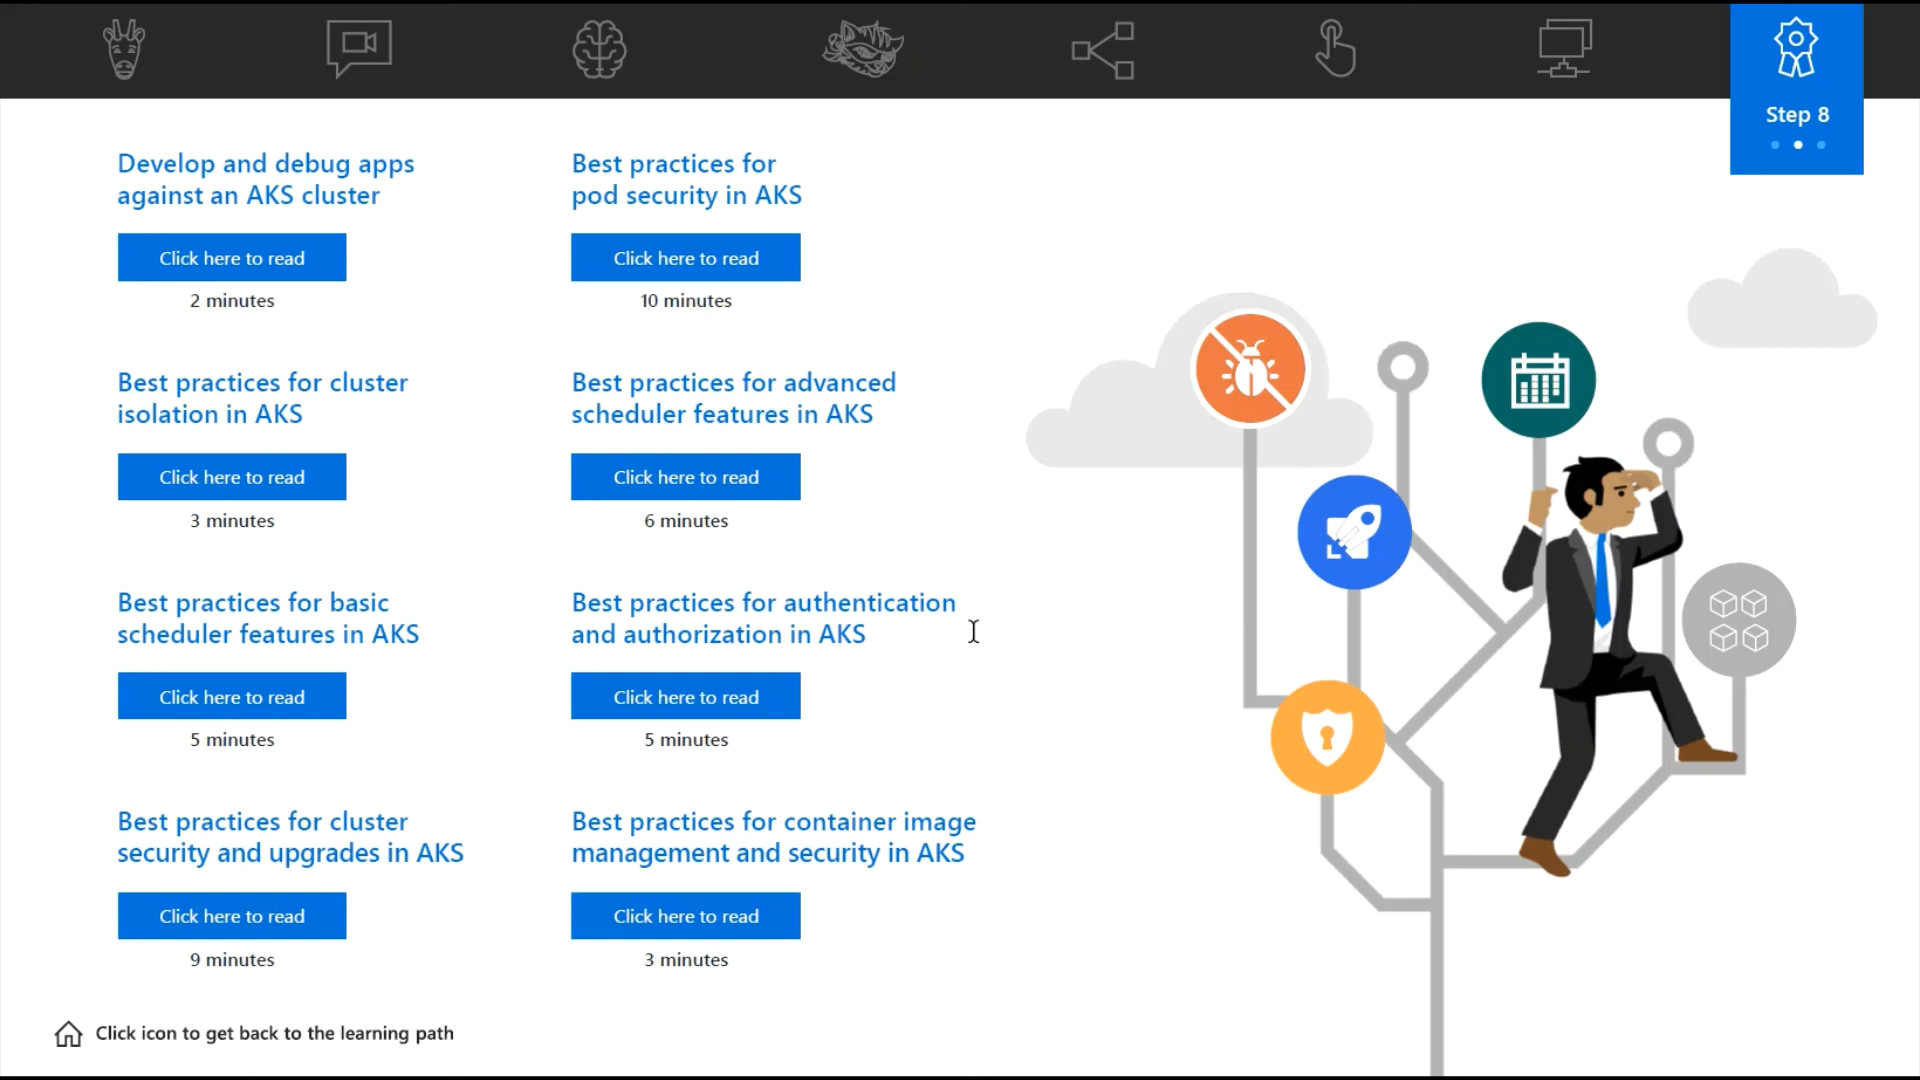 Step 8
Develop and debug apps
against an AKS cluster
Click here to read
2 minutes
Best practices for
pod security in AKS
Click here to read
10 minutes
Best practices for cluster
isolation in AKS
Click here to read
3 minutes
Best practices for advanced
scheduler features in AKS
Click here to read
6 minutes
Best practices for basic
scheduler features in AKS
Click here to read
5 minutes
Best practices for authentication
and authorization in AKS
Click here to read
5 minutes
Best practices for cluster
security and upgrades in AKS
Click here to read
9 minutes
Best practices for container image
management and security in AKS
Click here to read
3 minutes
Click icon to get back to the learning path